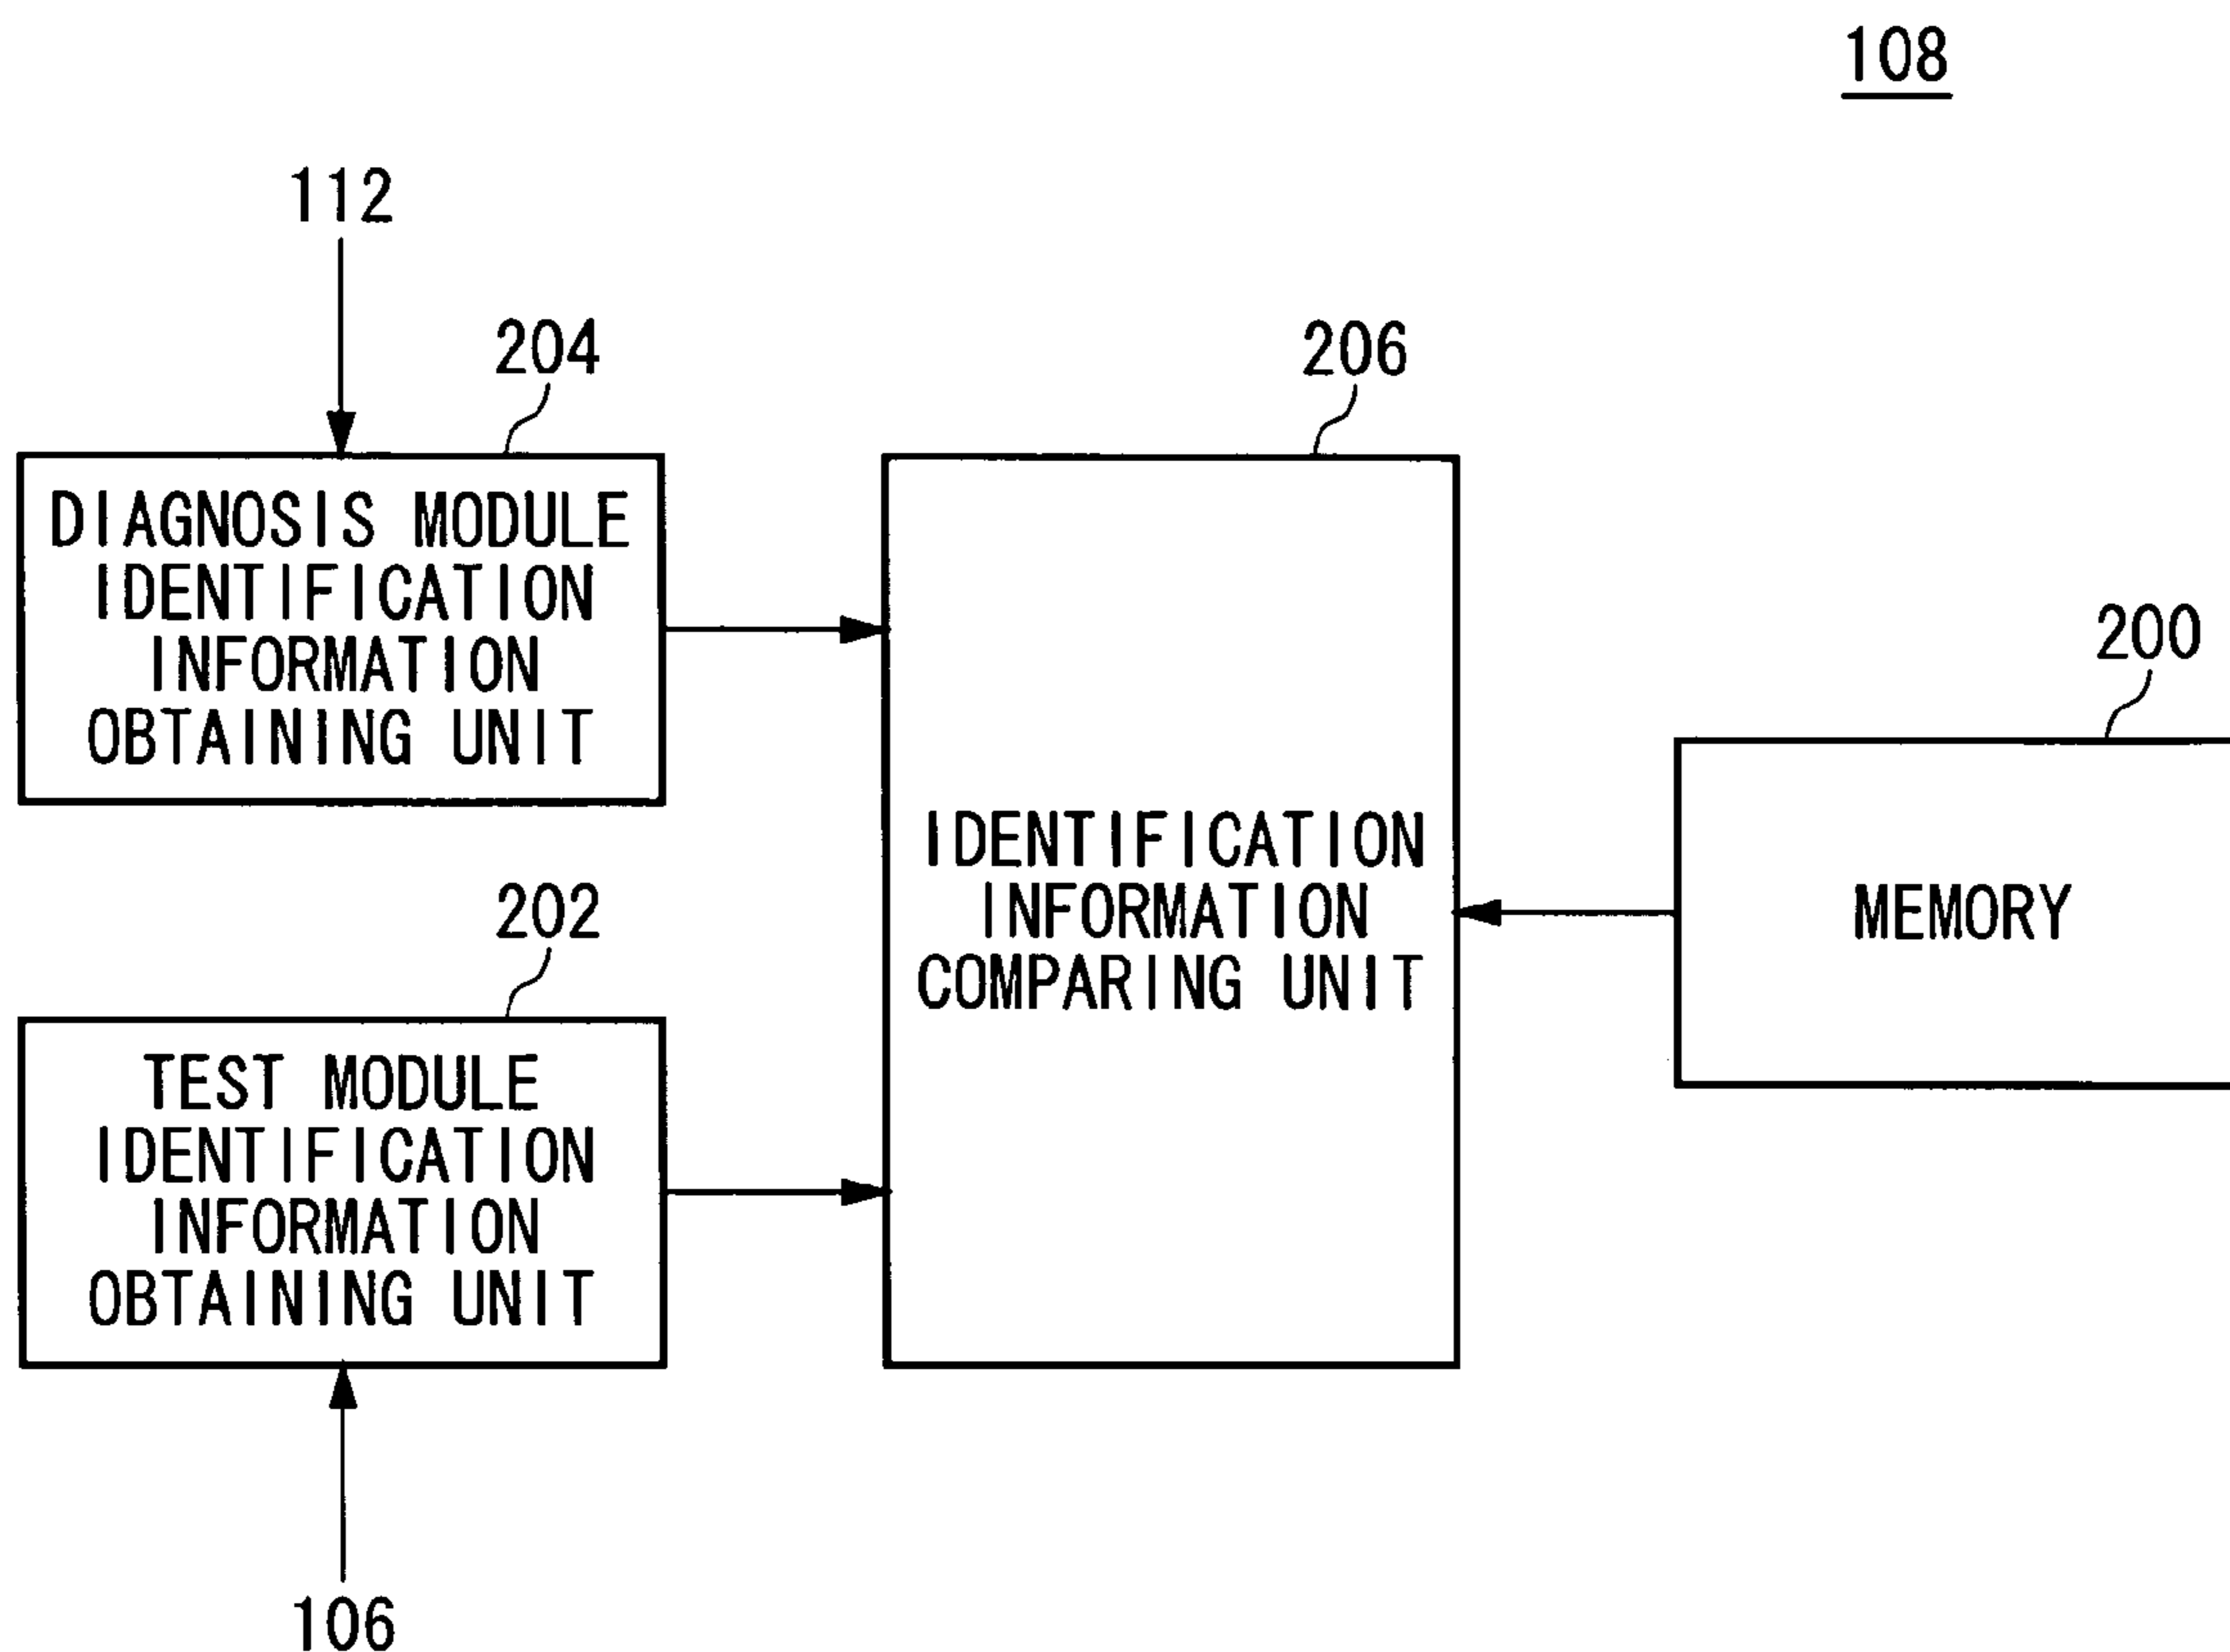 108
112
204
DIAGNOSIS MODULE
IDENTIFICATION
INFORMATION
OBTAINING UNIT
206
IDENTIFICATION
INFORMATION
COMPARING UNIT
200
MEMORY
202
TEST MODULE
IDENTIFICATION
INFORMATION
OBTAINING UNIT
106